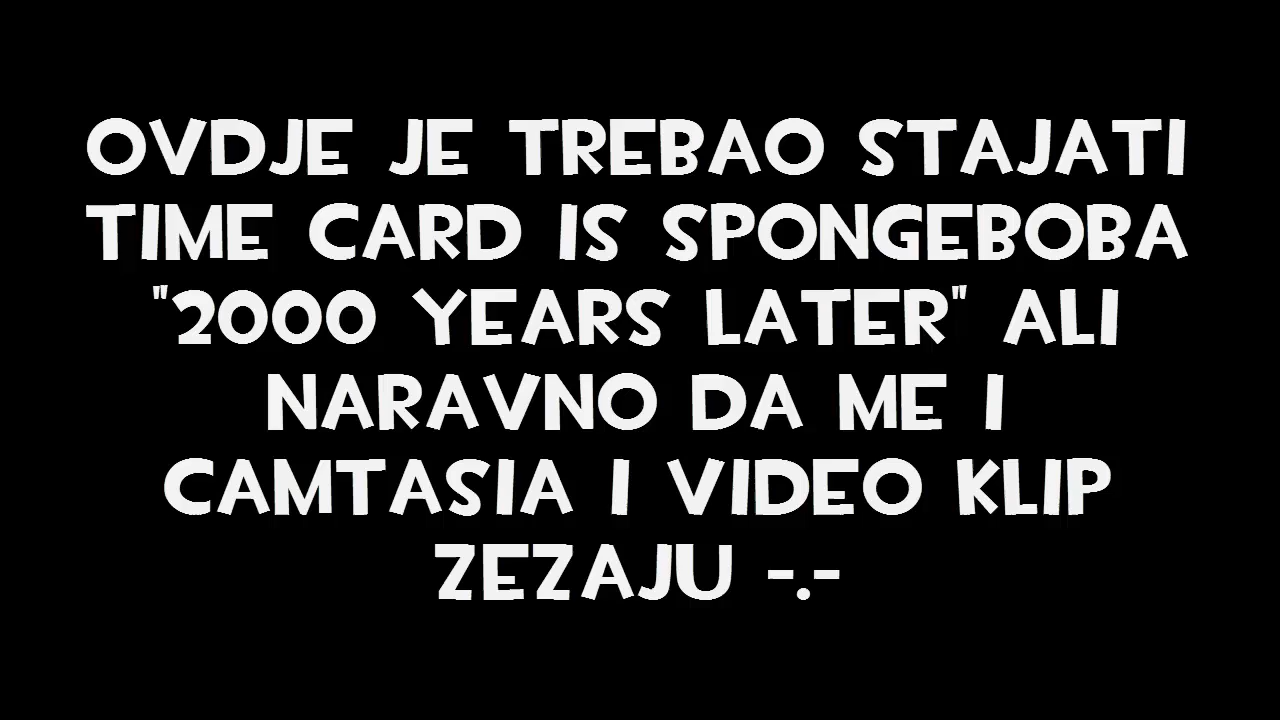 OVDJE JE TREBAO STAJATI
TIME CARD IS SPONGEBOBA
"2000 YEARS LATER" ALI
NARAVNO DA ME I
CAMTASIA I VIDEO KLIP
ZEZAJU -.-